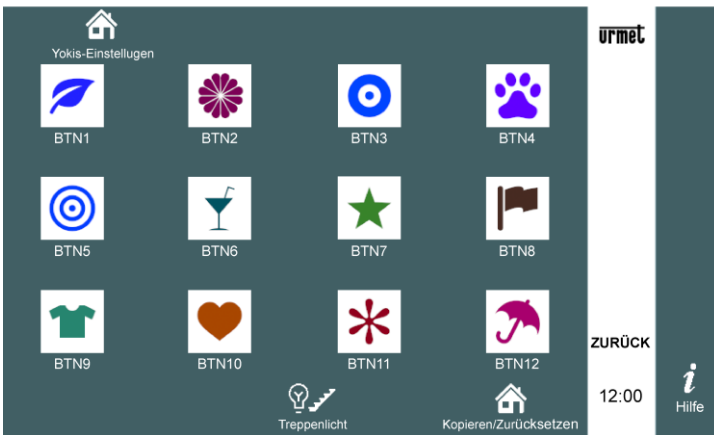 urmet
Yokis-Einstellugen
BTN1
BTN2
BTN3
BTN4
BTN5
BTN6
BTN7
BTN8
BTN9
BTN10
BTN11
BTN12
ZURÜCK
Treppenlicht
Kopieren/Zurücksetzen
12:00
i
Hilfe